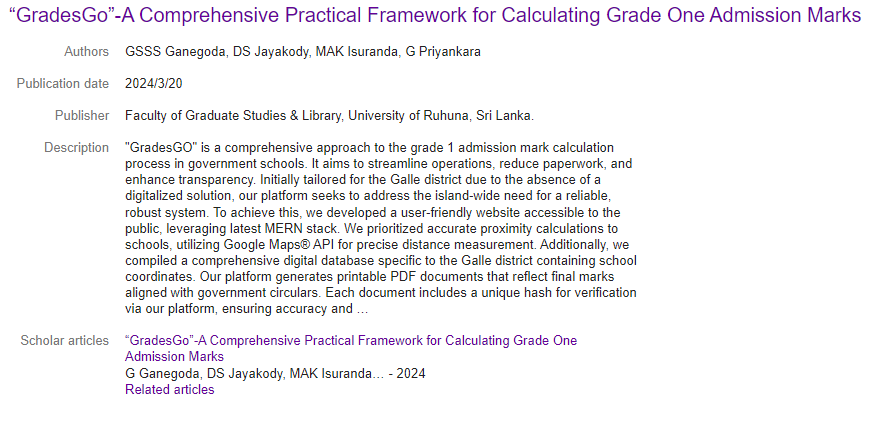 “GradesGo”-A Comprehensive Practical Framework for Calculating Grade One Admission Marks
Authors GSSS Ganegoda, DS Jayakody, MAK Isuranda, G Priyankara
Publication date 2024/3/20
Publisher Faculty of Graduate Studies & Library, University of Ruhuna, Sri Lanka.
Description "GradesGO" is a comprehensive approach to the grade 1 admission mark calculation
process in government schools. It aims to streamline operations, reduce paperwork, and
enhance transparency. Initially tailored for the Galle district due to the absence of a
digitalized solution, our platform seeks to address the island-wide need for a reliable,
robust system. To achieve this, we developed a user-friendly website accessible to the
public, leveraging latest MERN stack. We prioritized accurate proximity calculations to
schools, utilizing Google Maps® API for precise distance measurement. Additionally, we
compiled a comprehensive digital database specific to the Galle district containing school
coordinates. Our platform generates printable PDF documents that reflect final marks
aligned with government circulars. Each document includes a unique hash for verification
via our platform, ensuring accuracy and …
Scholar articles “GradesGo”-A Comprehensive Practical Framework for Calculating Grade One
Admission Marks
G Ganegoda, DS Jayakody, MAK Isuranda… - 2024
Related articles